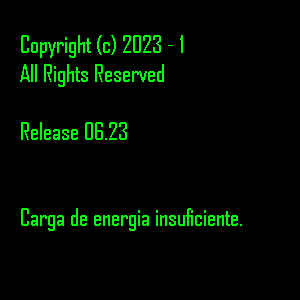 Copyright (c) 2023 - 1
All Rights Reserved
Release 06.23
Carga de energia insuficiente.